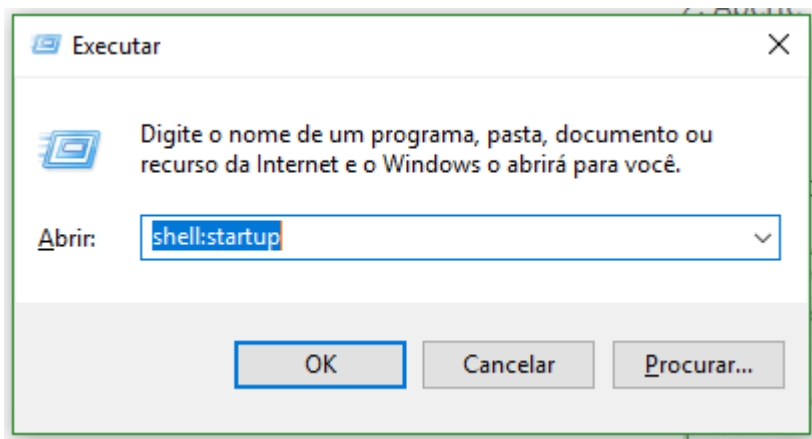 Executar
Digite o nome de um programa, pasta, documento ou
recurso da Internet e o Windows o abrirá para você.
Abrir:
shell:startup
OK
Cancelar
Procurar...